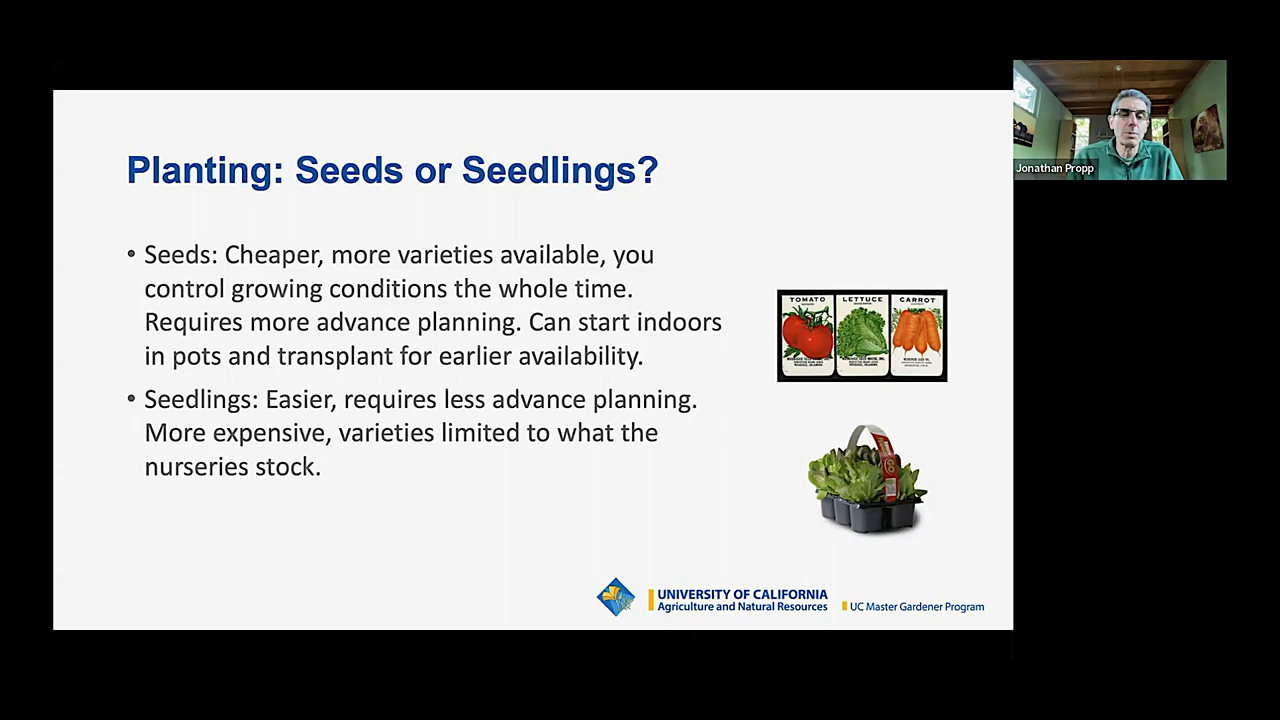 Planting: Seeds or Seedlings?
• Seeds: Cheaper, more varieties available, you
control growing conditions the whole time.
Requires more advance planning. Can start indoors
in pots and transplant for earlier availability.
• Seedlings: Easier, requires less advance planning.
More expensive, varieties limited to what the
nurseries stock.
TOMATO
LETTUCE
CARROT
GO
UNIVERSITY OF CALIFORNIA
Agriculture and Natural Resources
UC Master Gardener Program
Jonathan Propp